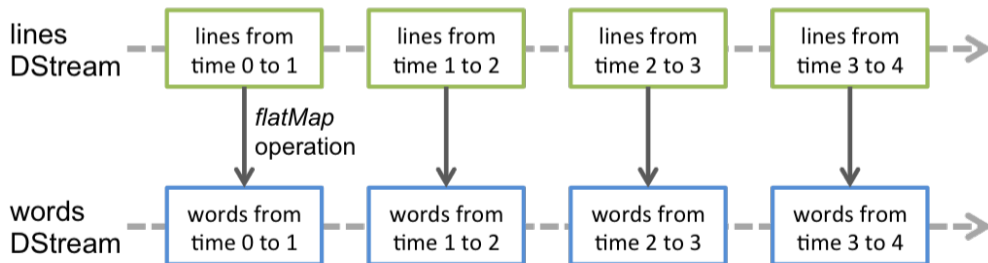 lines
DStream
lines from
time 0 to 1
lines from
time 1 to 2
lines from
time 2 to 3
lines from
time 3 to 4
flatMap
operation
words
DStream
words from
time 0 to 1
words from
time 1 to 2
words from
time 2 to 3
words from
time 3 to 4